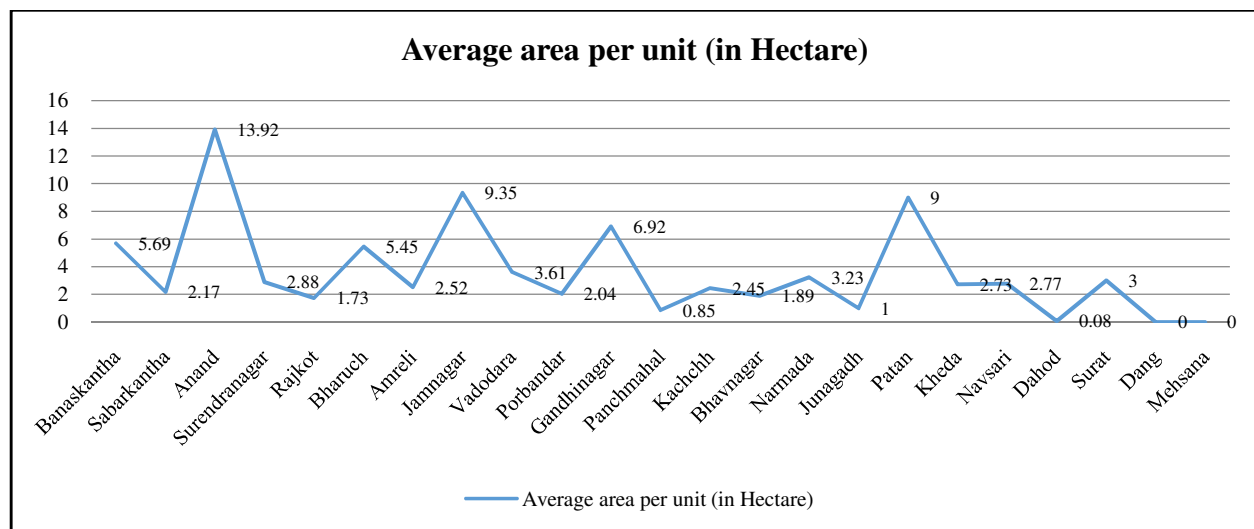 Average area per unit (in Hectare)
16
14
12
10
8
6
4
2
0
5.69
2.17
13.92
2.88
1.73
5.45
2.52
9.35
3.61
2.04
6.92
0.85
2.45
1.89
3.23
1
9
2.73
2.77
0.08
3
0
0
Banaskantha
Sabarkantha
Anand
Surendranagar
Rajkot
Bharuch
Amreli
Jannagar
Vadodara
Porbandar
Gandhinagar
Panchmahal
Kachchh
Bhavnagar
Narmada
Junagadh
Patan
Kheda
Navsari
Dahod
Surat
Dang
Mehsana
Average area per unit (in Hectare)